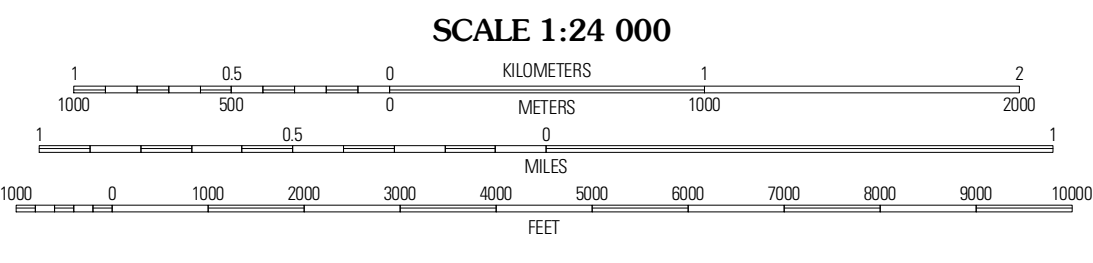 SCALE 1:24 000
1 0.5 0 KILOMETERS 1 2
1000 500 0 METERS 1000 2000
1 0.5 0 1
MILES
1000 0 1000 2000 3000 4000 5000 6000 7000 8000 9000 10000
FEET